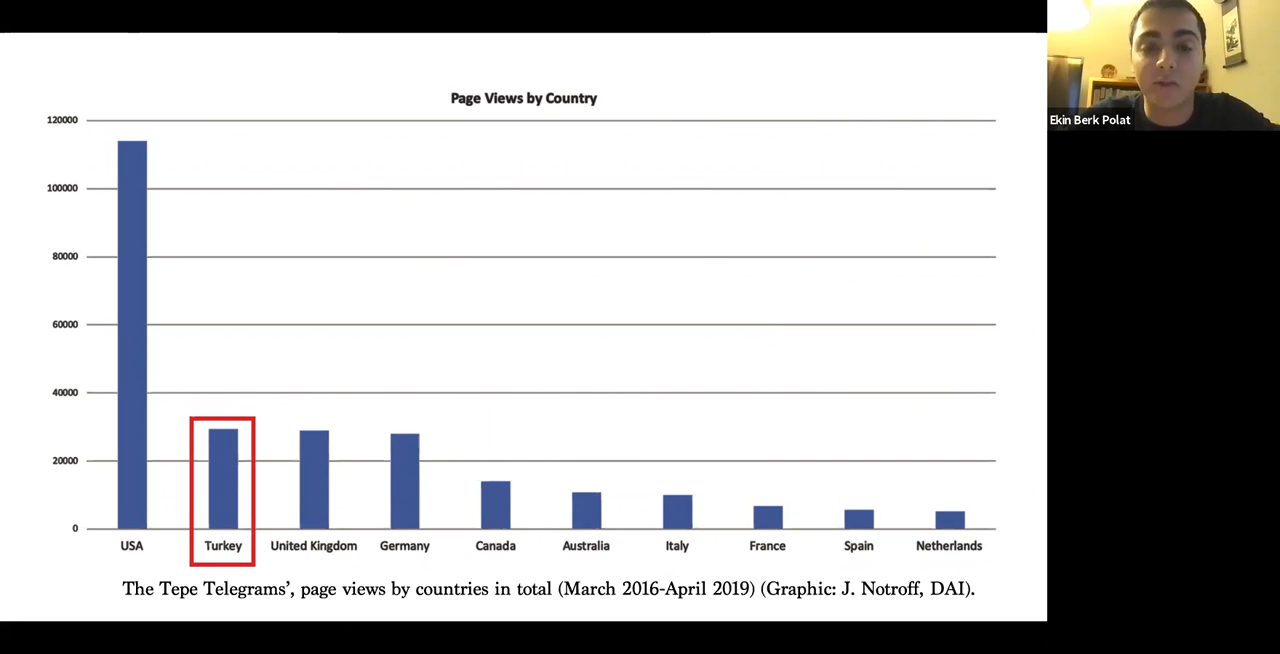 Page Views by Country
120000
100000
80000
60000
40000
20000
0
USA Turkey United Kingdom Germany Canada Australia Italy France Spain Netherlands
The Tepe Telegrams’, page views by countries in total (March 2016-April 2019) (Graphic: J. Notroff, DAI).
Ekin Berk Polat